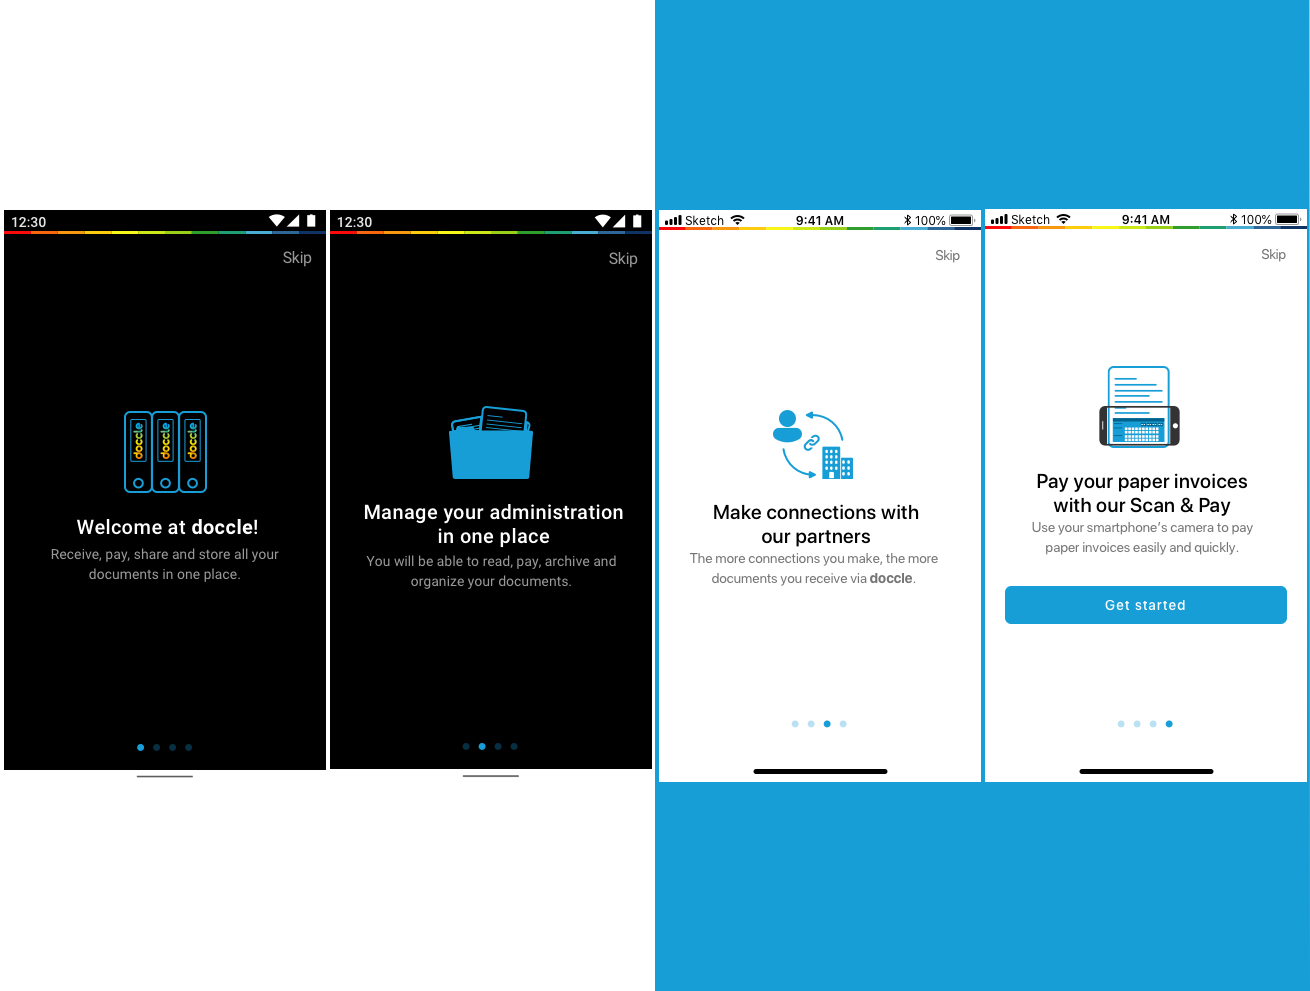 12:30
Skip
doccle doccle doccle
Welcome at doccle!
Receive, pay, share and store all your
documents in one place.
12:30
Skip
Manage your administration
in one place
You will be able to read, pay, archive and
organize your documents.
Sketch 9:41 AM 100%
Skip
Make connections with
our partners
The more connections you make, the more
documents you receive via doccle.
Sketch 9:41 AM 100%
Skip
Pay your paper invoices
with our Scan & Pay
Use your smartphone's camera to pay
paper invoices easily and quickly.
Get started